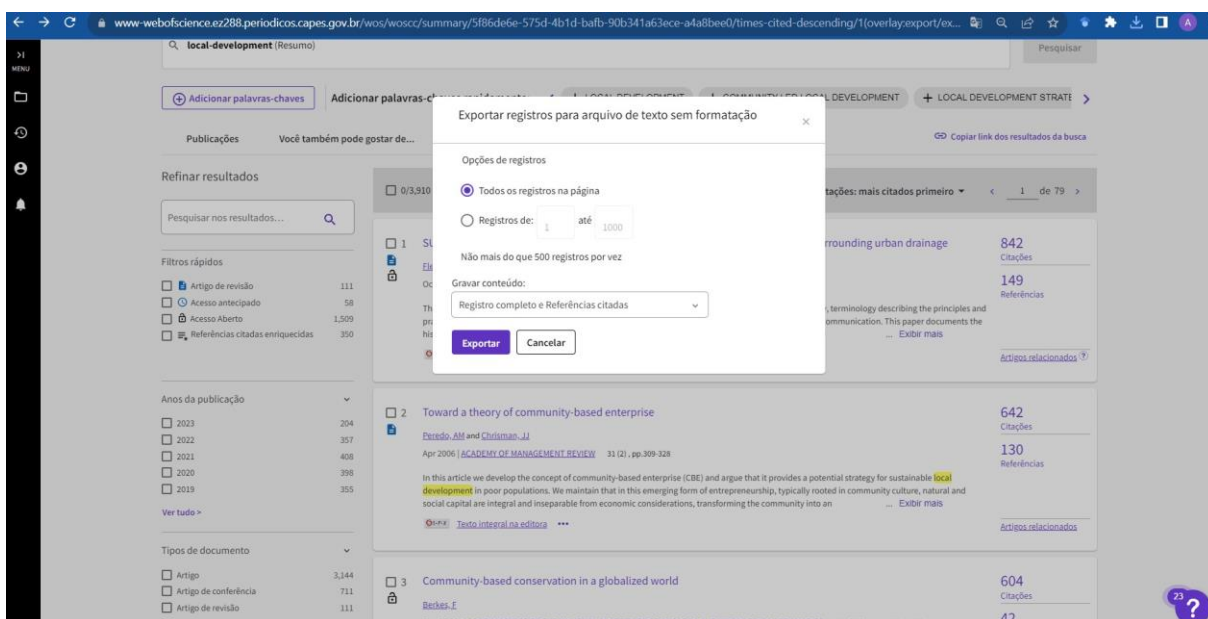 www-webofscience.ez288.periodicos.capes.gov.br/wos/woscc/summary/5f86de6e-575d-4b1d-bafb-90b341a63ece-a4a8bee0/times-cited-descending/1(overlay:export/ex...
A
MENU
local-development (Resumo)
Pesquisar
Adicionar palavras-chaves
Adicionar palavras-c
DEVELOPMENT
+ LOCAL DEVELOPMENT STRATE
Publicações
Você também pode gostar de...
Copiar link dos resultados da busca
Exportar registros para arquivo de texto sem formatação
×
Opções de registros
Todos os registros na página
Registros de: 1 até 1000
Não mais do que 500 registros por vez
Gravar conteúdo:
Registro completo e Referências citadas
Exportar
Cancelar
Refinar resultados
Pesquisar nos resultados...
Filtros rápidos
Artigo de revisão 111
Acesso antecipado 58
Acesso Aberto 1,509
Referências citadas enriquecidas 350
Anos da publicação
2023 204
2022 357
2021 408
2020 398
2019 355
Ver tudo >
Tipos de documento
Artigo 3,144
Artigo de conferência 711
Artigo de revisão 111
0/3,910
tações: mais citados primeiro
1 de 79
1
SU
rrounding urban drainage
Oc
Th
, terminology describing the principles and
pra
ommunication. This paper documents the
his
... Exibir mais
842
Citações
149
Referências
Artigos relacionados ?
2
Toward a theory of community-based enterprise
Peredo, AM and Chrisman, JJ
Apr 2006 | ACADEMY OF MANAGEMENT REVIEW 31 (2) , pp.309-328
In this article we develop the concept of community-based enterprise (CBE) and argue that it provides a potential strategy for sustainable local
development in poor populations. We maintain that in this emerging form of entrepreneurship, typically rooted in community culture, natural and
social capital are integral and inseparable from economic considerations, transforming the community into an
... Exibir mais
Texto integral na editora •••
642
Citações
130
Referências
Artigos relacionados
3
Community-based conservation in a globalized world
Berkes, F
604
Citações
42
23
?